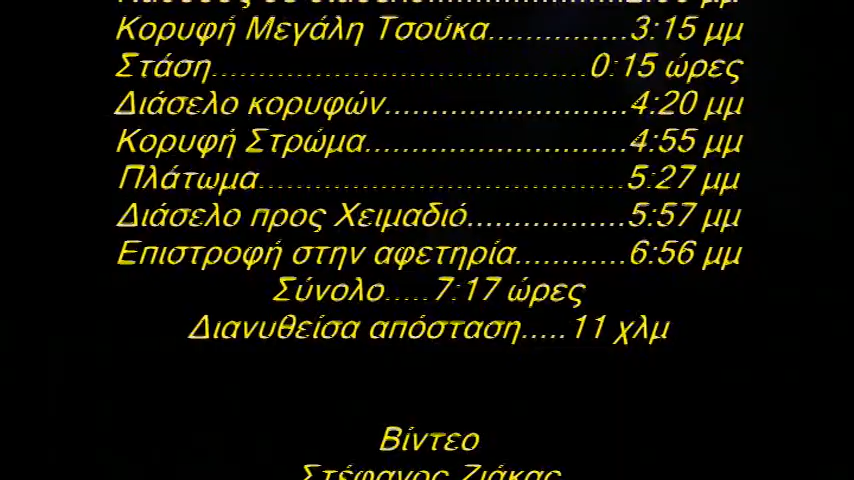 Κορυφή Μεγάλη Τσούκα...............3:15 μμ
Στάση........................................0:15 ώρες
Διάσελο κορυφών..........................4:20 μμ
Κορυφή Στρώμα............................4:55 μμ
Πλάτωμα.......................................5:27 μμ
Διάσελο προς Χειμαδιό.................5:57 μμ
Επιστροφή στην αφετηρία............6:56 μμ
Σύνολο.....7:17 ώρες
Διανυθείσα απόσταση.....11 χλμ
Βίντεο
Στέφανος Ζιάκας